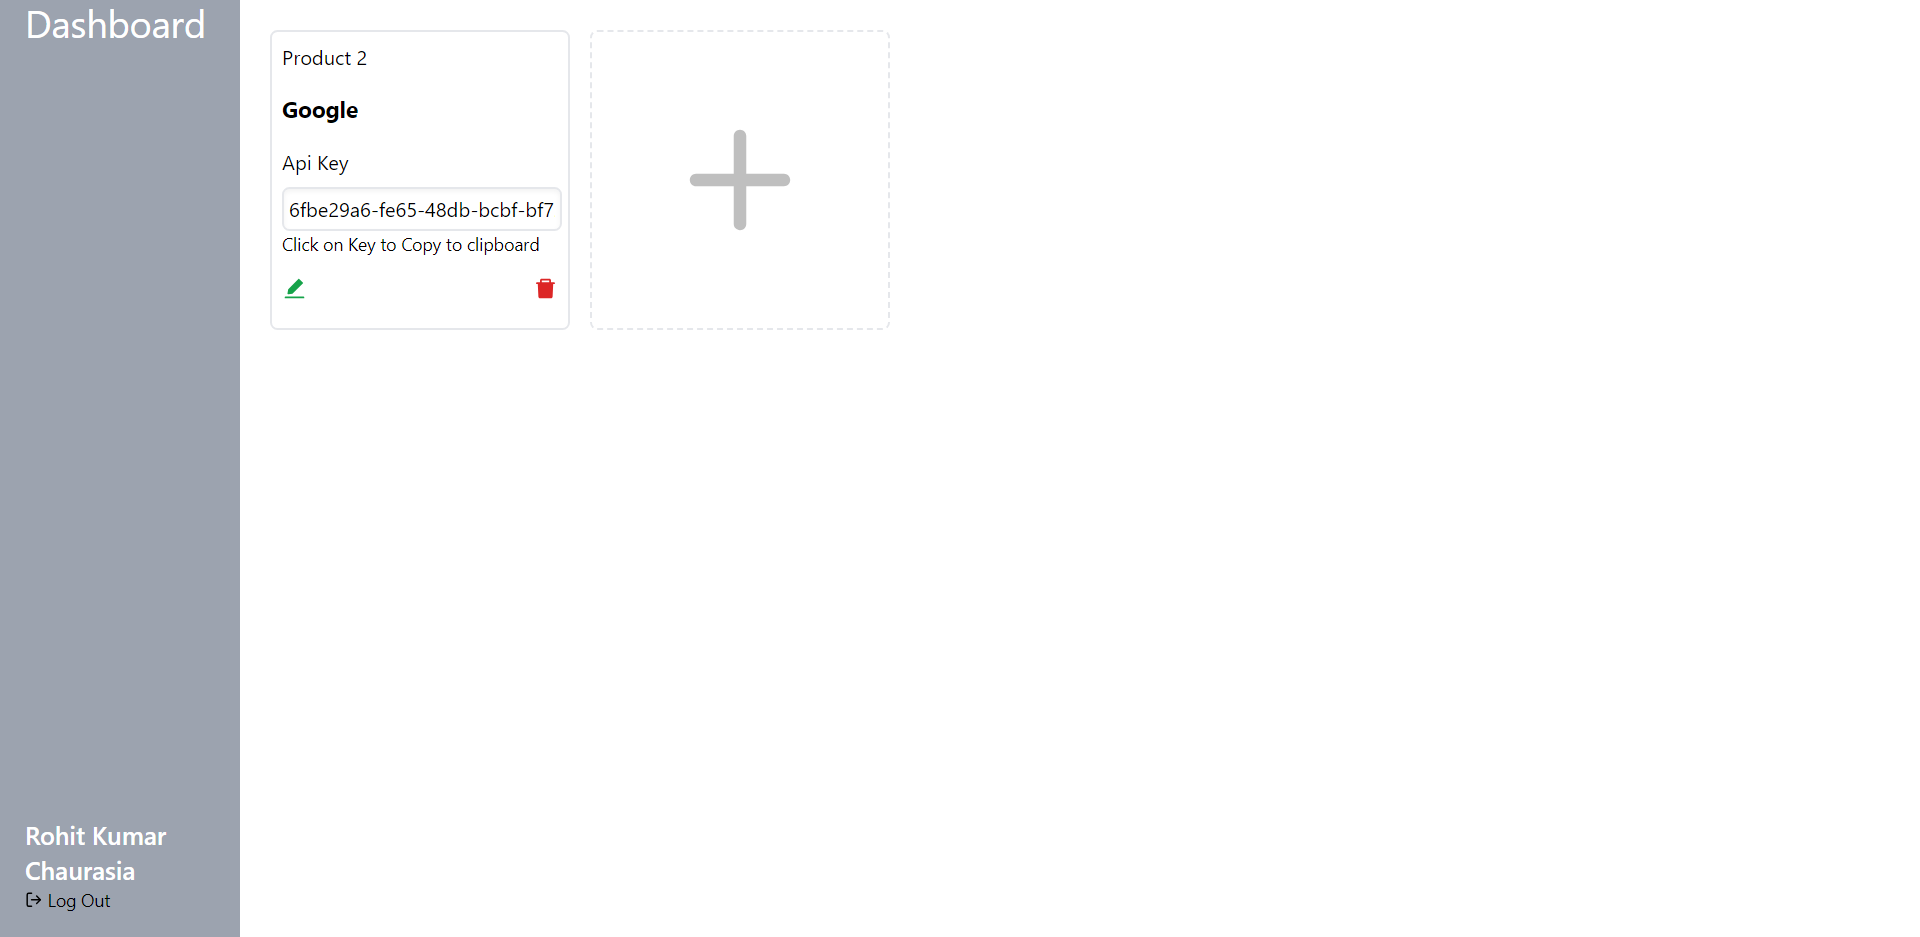 Dashboard
Product 2
Google
Api Key
6fbe29a6-fe65-48db-bcbf-bf7
Click on Key to Copy to clipboard
Rohit Kumar
Chaurasia
Log Out